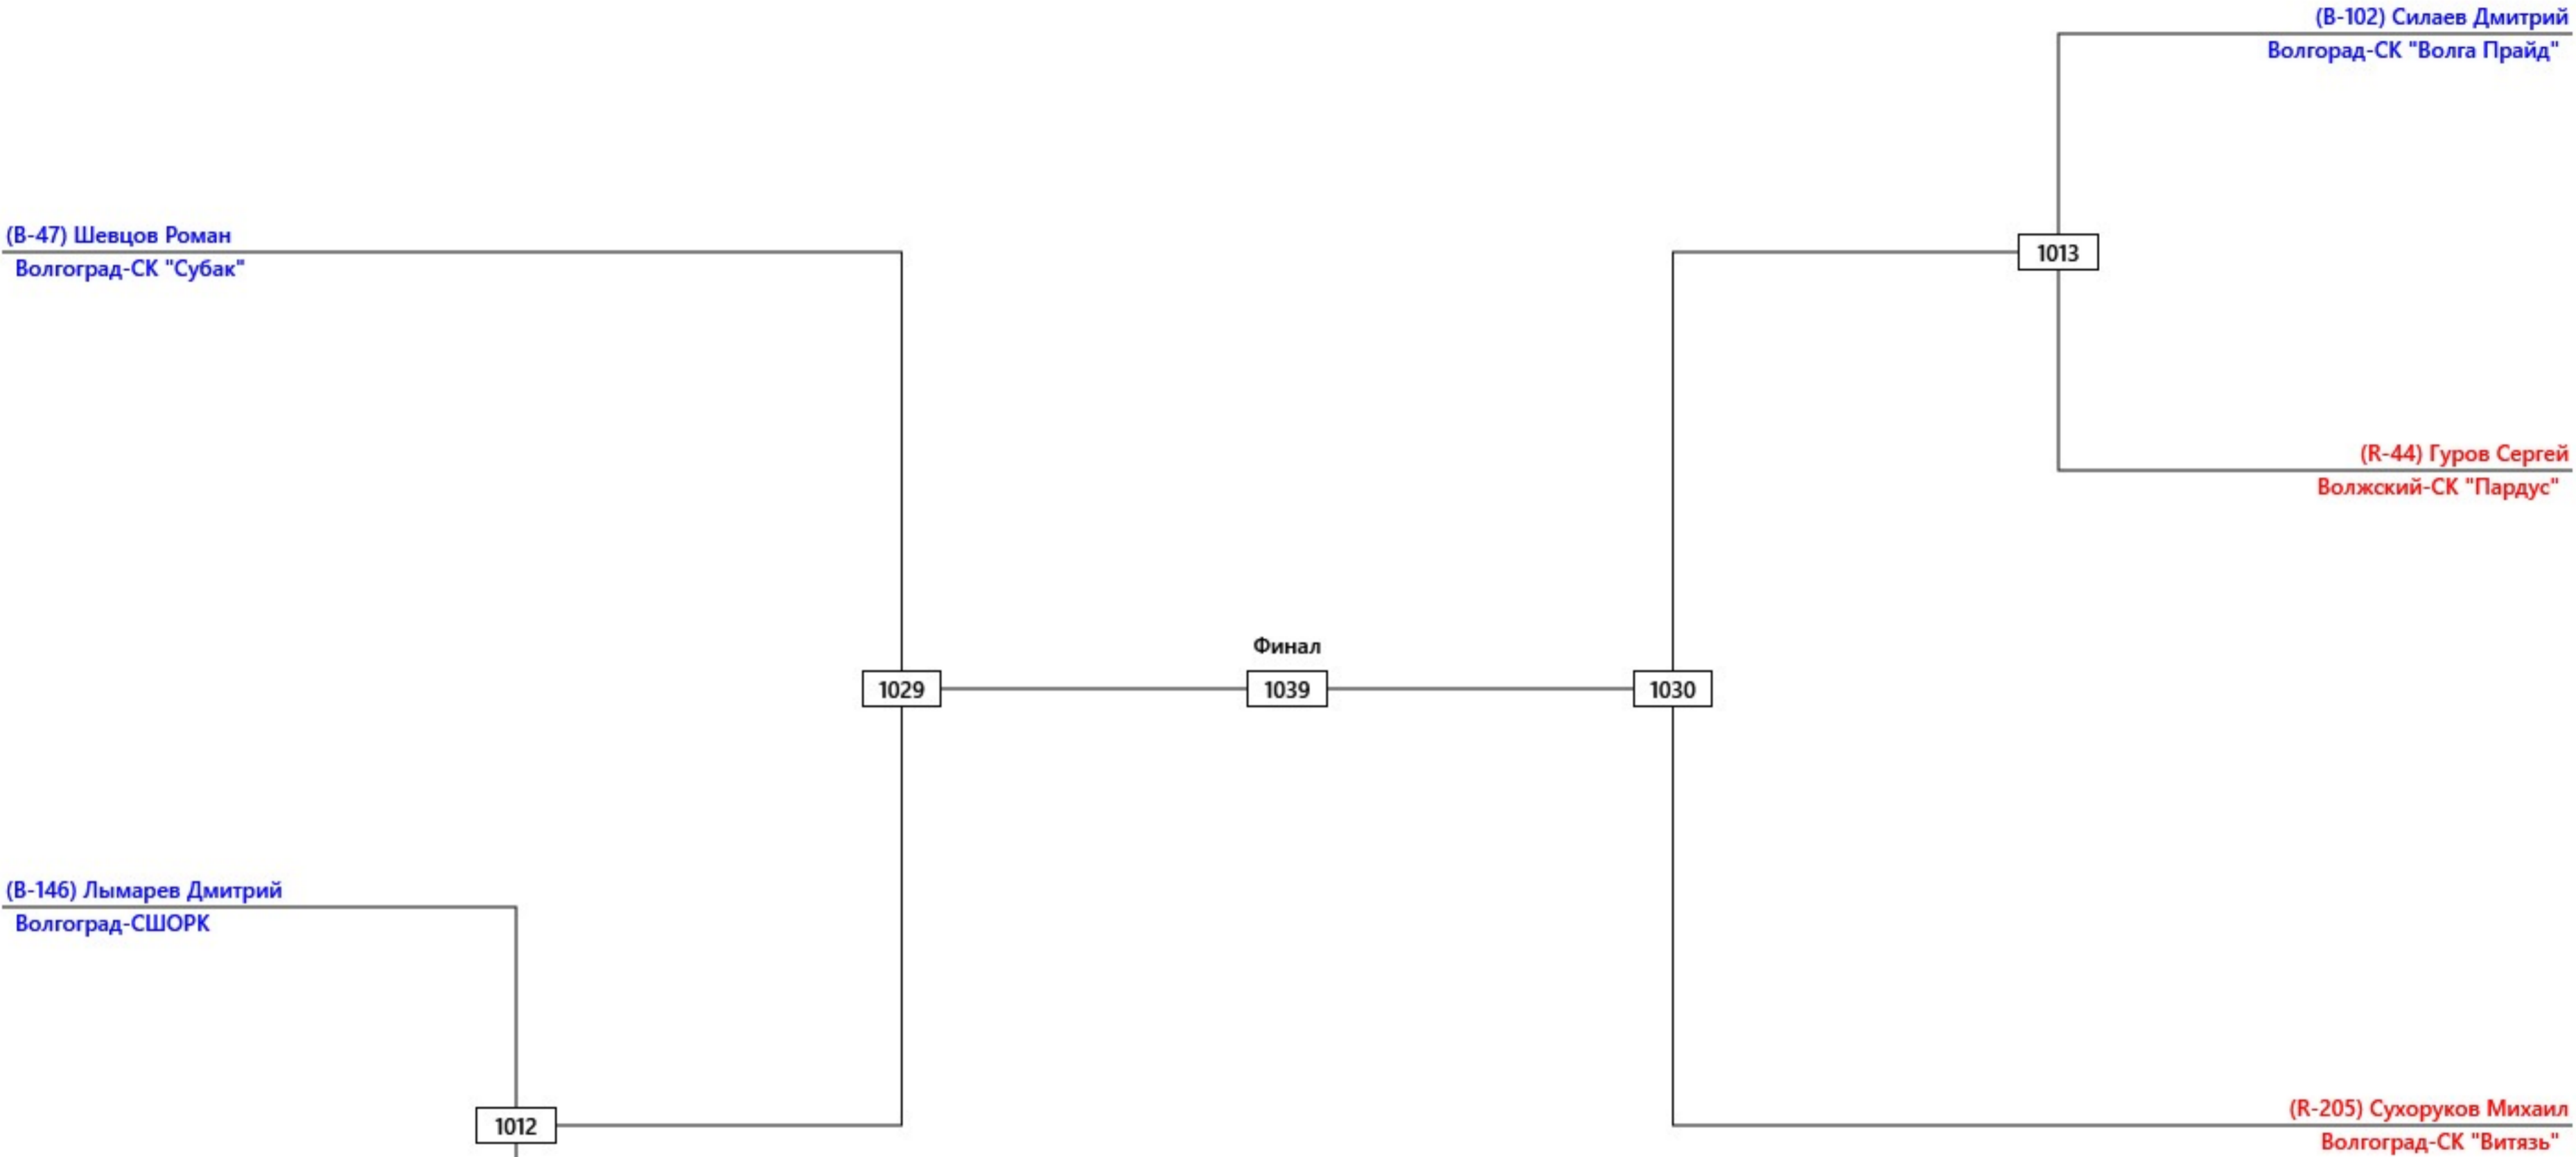 (B-102) Силаев Дмитрий
Волгорад-СК "Волга Прайд"
(B-47) Шевцов Роман
Волгоград-СК "Субак"
1013
(R-44) Гуров Сергей
Волжский-СК "Пардус"
Финал
1029
1039
1030
(B-146) Лымарев Дмитрий
Волгоград-СШОРК
1012
(R-205) Сухоруков Михаил
Волгоград-СК "Витязь"